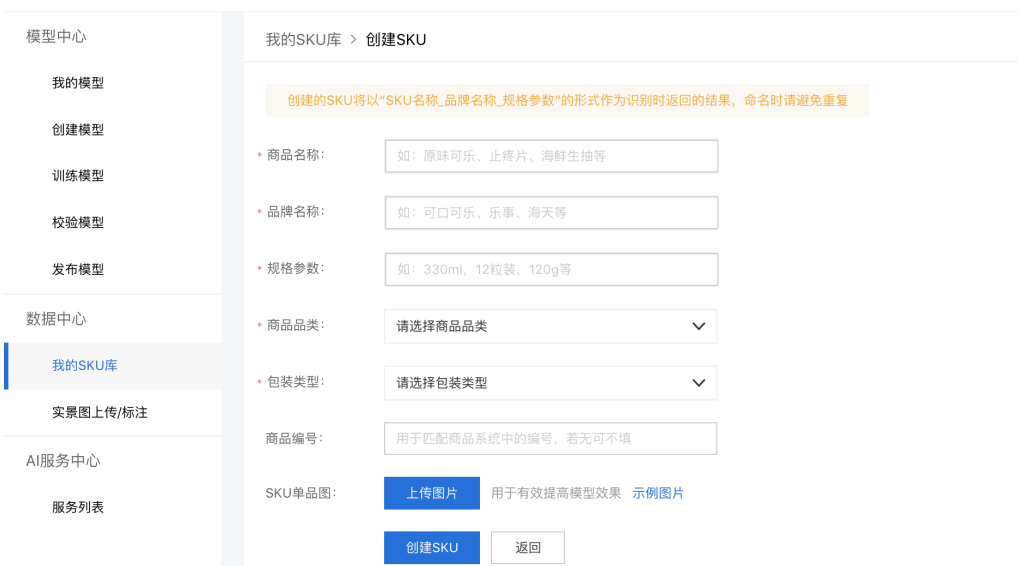 模型中心
我的模型
创建模型
训练模型
校验模型
发布模型
数据中心
我的SKU库
实景图上传/标注
AI服务中心
服务列表
我的SKU库 > 创建SKU
创建的SKU将以“SKU名称_品牌名称_规格参数”的形式作为识别时返回的结果，命名时请避免重复
* 商品名称： 如：原味可乐、止疼片、海鲜生抽等
* 品牌名称： 如：可口可乐、乐事、海天等
* 规格参数： 如：330ml，12粒装，120g等
* 商品品类： 请选择商品品类
* 包装类型： 请选择包装类型
商品编号： 用于匹配商品系统中的编号，若无可不填
SKU单品图： 上传图片 用于有效提高模型效果 示例图片
创建SKU 返回